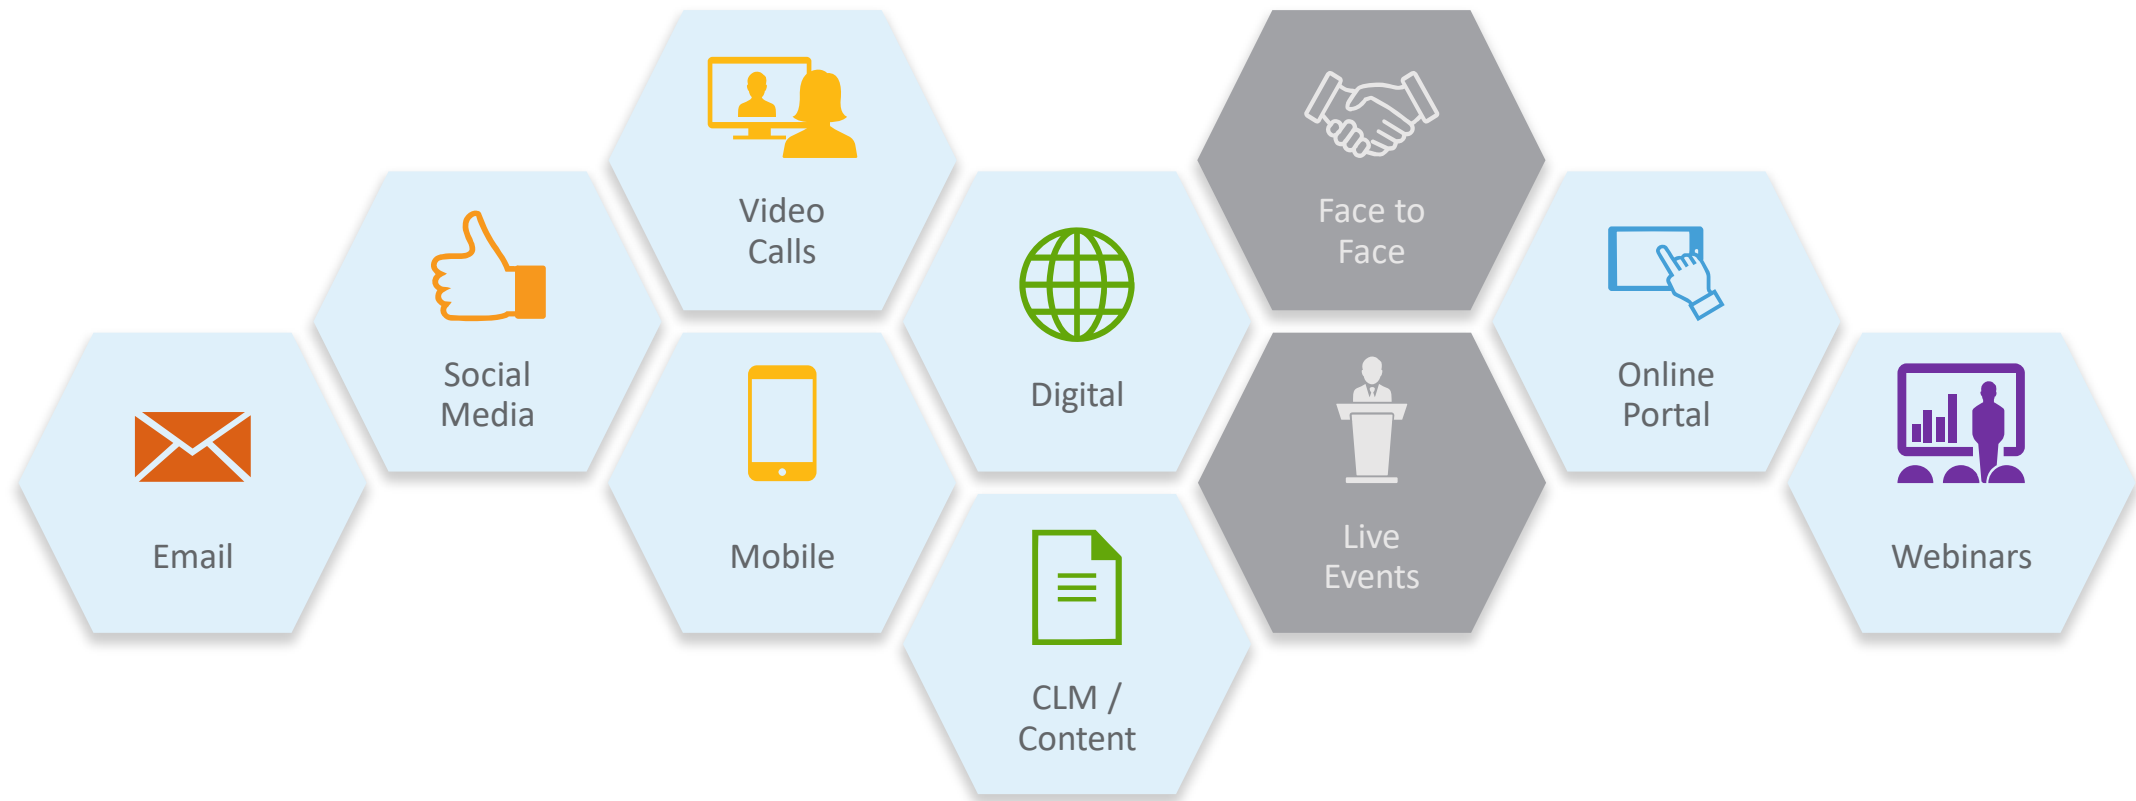 Email
Social
Media
Video
Calls
Mobile
Digital
CLM /
Content
Face to
Face
Live
Events
Online
Portal
Webinars